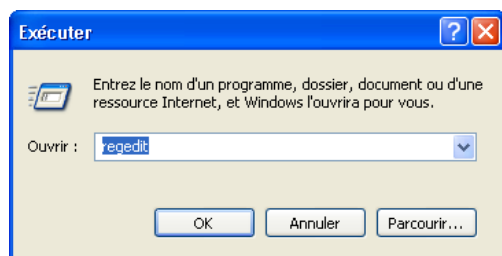 Exécuter
Entrez le nom d'un programme, dossier, document ou d'une
ressource Internet, et Windows l'ouvrira pour vous.
Ouvrir : regedit
OK Annuler Parcourir...